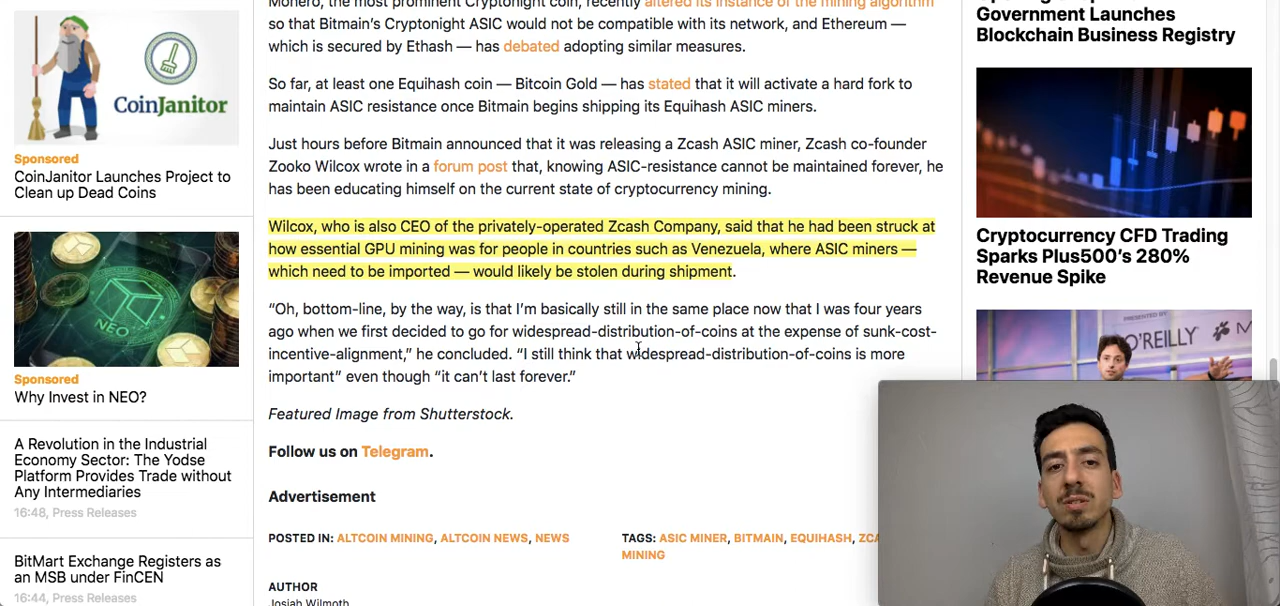 CoinJanitor
Sponsored
CoinJanitor Launches Project to
Clean up Dead Coins
NEO
Sponsored
Why Invest in NEO?
A Revolution in the Industrial
Economy Sector: The Yodse
Platform Provides Trade without
Any Intermediaries
16:48, Press Releases
BitMart Exchange Registers as
an MSB under FinCEN
16:44, Press Releases
Monero, the most prominent Cryptonight coin, recently altered its instance of the mining algorithm
so that Bitmain's Cryptonight ASIC would not be compatible with its network, and Ethereum —
which is secured by Ethash — has debated adopting similar measures.
So far, at least one Equihash coin — Bitcoin Gold — has stated that it will activate a hard fork to
maintain ASIC resistance once Bitmain begins shipping its Equihash ASIC miners.
Just hours before Bitmain announced that it was releasing a Zcash ASIC miner, Zcash co-founder
Zooko Wilcox wrote in a forum post that, knowing ASIC-resistance cannot be maintained forever, he
has been educating himself on the current state of cryptocurrency mining.
Wilcox, who is also CEO of the privately-operated Zcash Company, said that he had been struck at
how essential GPU mining was for people in countries such as Venezuela, where ASIC miners —
which need to be imported — would likely be stolen during shipment.
“Oh, bottom-line, by the way, is that I'm basically still in the same place now that I was four years
ago when we first decided to go for widespread-distribution-of-coins at the expense of sunk-cost-
incentive-alignment,” he concluded. “I still think that widespread-distribution-of-coins is more
important” even though “it can't last forever.”
Featured Image from Shutterstock.
Follow us on Telegram.
Advertisement
POSTED IN: ALTCOIN MINING, ALTCOIN NEWS, NEWS
TAGS: ASIC MINER, BITMAIN, EQUIHASH,
MINING
AUTHOR
Josiah Wilmoth
Government Launches
Blockchain Business Registry
Cryptocurrency CFD Trading
Sparks Plus500's 280%
Revenue Spike
PRESENTED BY
O'REILLY